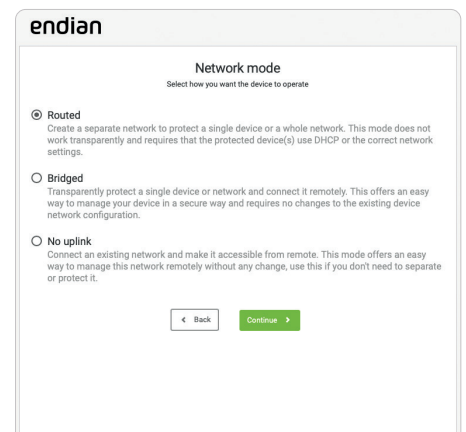 endian
Network mode
Select how you want the device to operate
Routed
Create a separate network to protect a single device or a whole network. This mode does not
work transparently and requires that the protected device(s) use DHCP or the correct network
settings.
Bridged
Transparently protect a single device or network and connect it remotely. This offers an easy
way to manage your device in a secure way and requires no changes to the existing device
network configuration.
No uplink
Connect an existing network and make it accessible from remote. This mode offers an easy
way to manage this network remotely without any change, use this if you don't need to separate
or protect it.
Back Continue